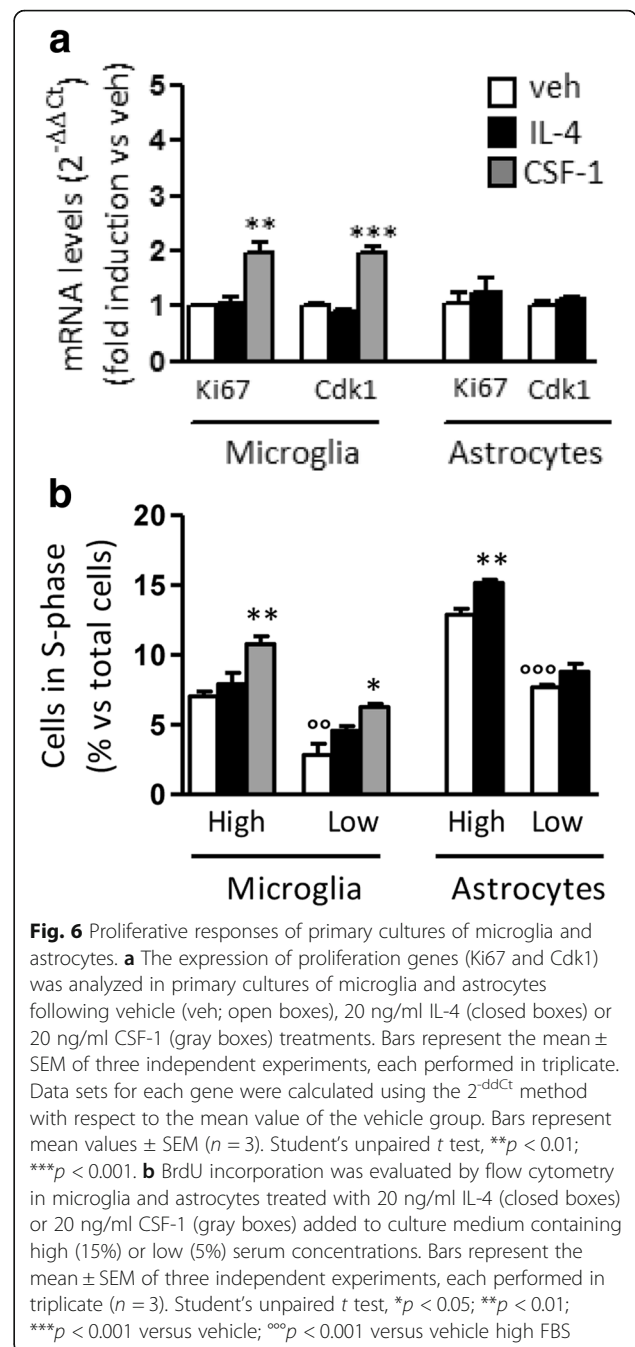 a
mRNA levels (2^-ΔΔCt)
(fold induction vs veh)
5
4
3
2
1
0
veh
IL-4
CSF-1
**
***
Ki67
Cdk1
Ki67
Cdk1
Microglia
Astrocytes
b
Cells in S-phase
(% vs total cells)
20
15
10
5
0
**
°°
*
**
°°°
High
Low
High
Low
Microglia
Astrocytes
Fig. 6 Proliferative responses of primary cultures of microglia and
astrocytes. a The expression of proliferation genes (Ki67 and Cdk1)
was analyzed in primary cultures of microglia and astrocytes
following vehicle (veh; open boxes), 20 ng/ml IL-4 (closed boxes) or
20 ng/ml CSF-1 (gray boxes) treatments. Bars represent the mean ±
SEM of three independent experiments, each performed in triplicate.
Data sets for each gene were calculated using the 2^-ddCt method
with respect to the mean value of the vehicle group. Bars represent
mean values ± SEM (n = 3). Student's unpaired t test, **p < 0.01;
***p < 0.001. b BrdU incorporation was evaluated by flow cytometry
in microglia and astrocytes treated with 20 ng/ml IL-4 (closed boxes)
or 20 ng/ml CSF-1 (gray boxes) added to culture medium containing
high (15%) or low (5%) serum concentrations. Bars represent the
mean ± SEM of three independent experiments, each performed in
triplicate (n = 3). Student's unpaired t test, *p < 0.05; **p < 0.01;
***p < 0.001 versus vehicle; °°°p < 0.001 versus vehicle high FBS